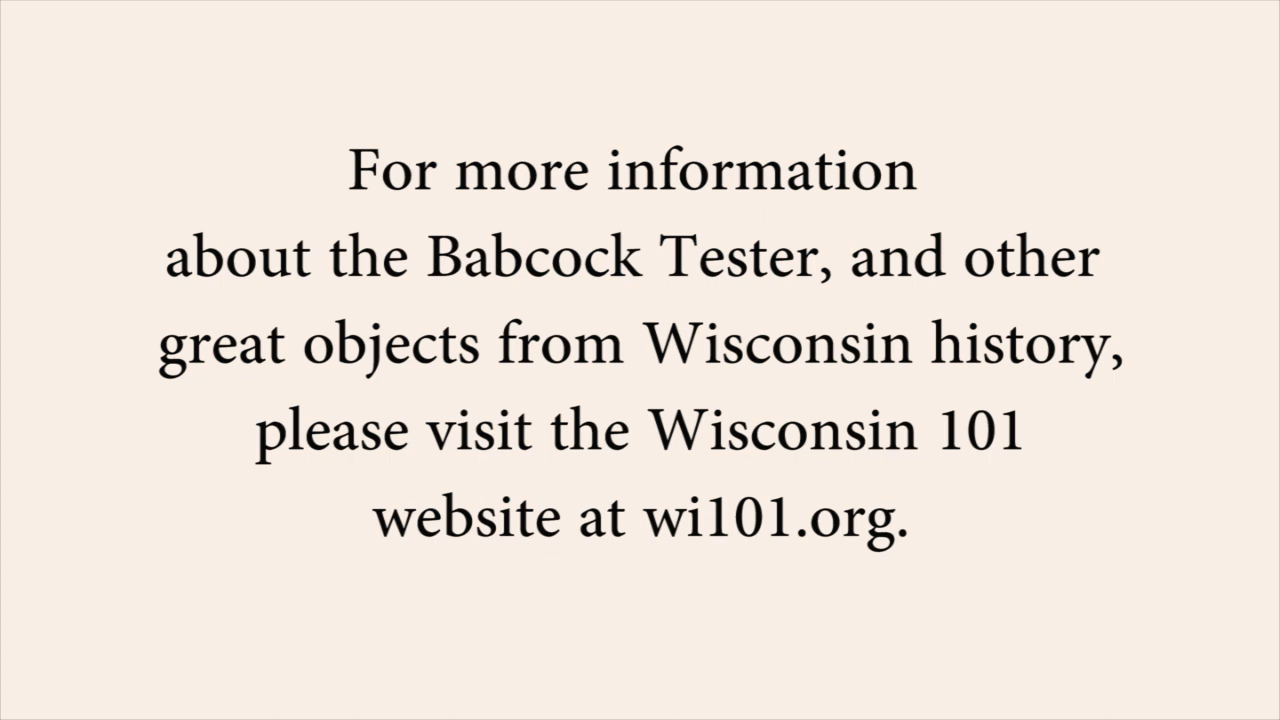 For more information
about the Babcock Tester, and other
great objects from Wisconsin history,
please visit the Wisconsin 101
website at wi101.org.